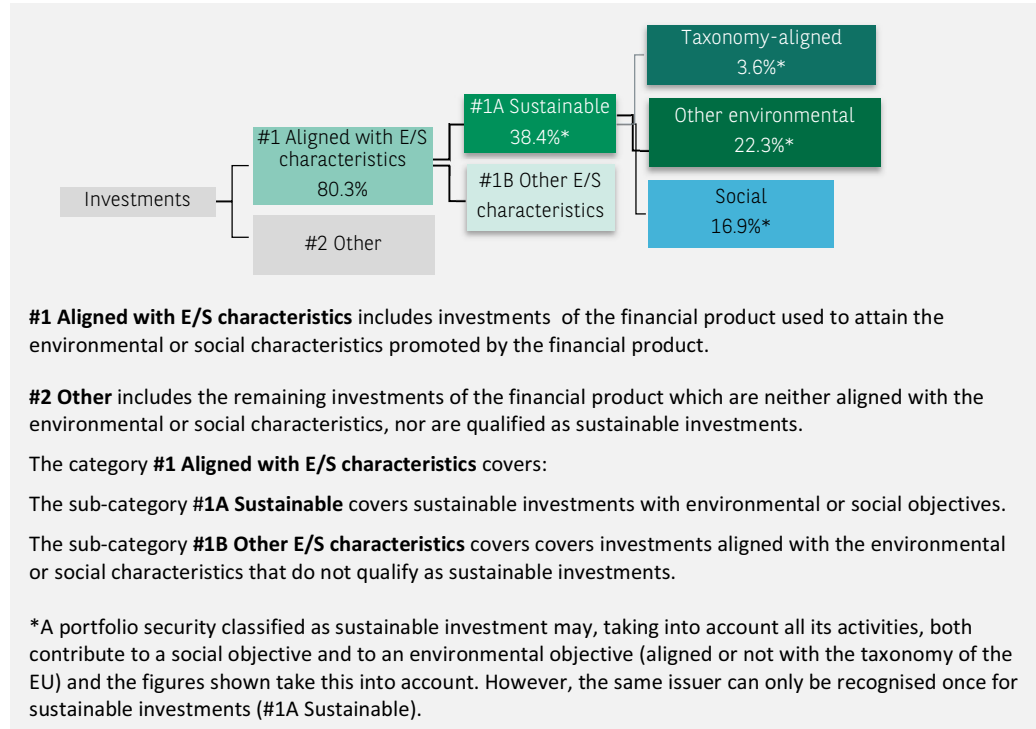 Taxonomy-aligned
3.6%*
#1A Sustainable
38.4%*
Other environmental
22.3%*
#1 Aligned with E/S
characteristics
80.3%
#1B Other E/S
characteristics
Investments
Social
16.9%*
#2 Other
#1 Aligned with E/S characteristics includes investments of the financial product used to attain the
environmental or social characteristics promoted by the financial product.
#2 Other includes the remaining investments of the financial product which are neither aligned with the
environmental or social characteristics, nor are qualified as sustainable investments.
The category #1 Aligned with E/S characteristics covers:
The sub-category #1A Sustainable covers sustainable investments with environmental or social objectives.
The sub-category #1B Other E/S characteristics covers covers investments aligned with the environmental
or social characteristics that do not qualify as sustainable investments.
*A portfolio security classified as sustainable investment may, taking into account all its activities, both
contribute to a social objective and to an environmental objective (aligned or not with the taxonomy of the
EU) and the figures shown take this into account. However, the same issuer can only be recognised once for
sustainable investments (#1A Sustainable).